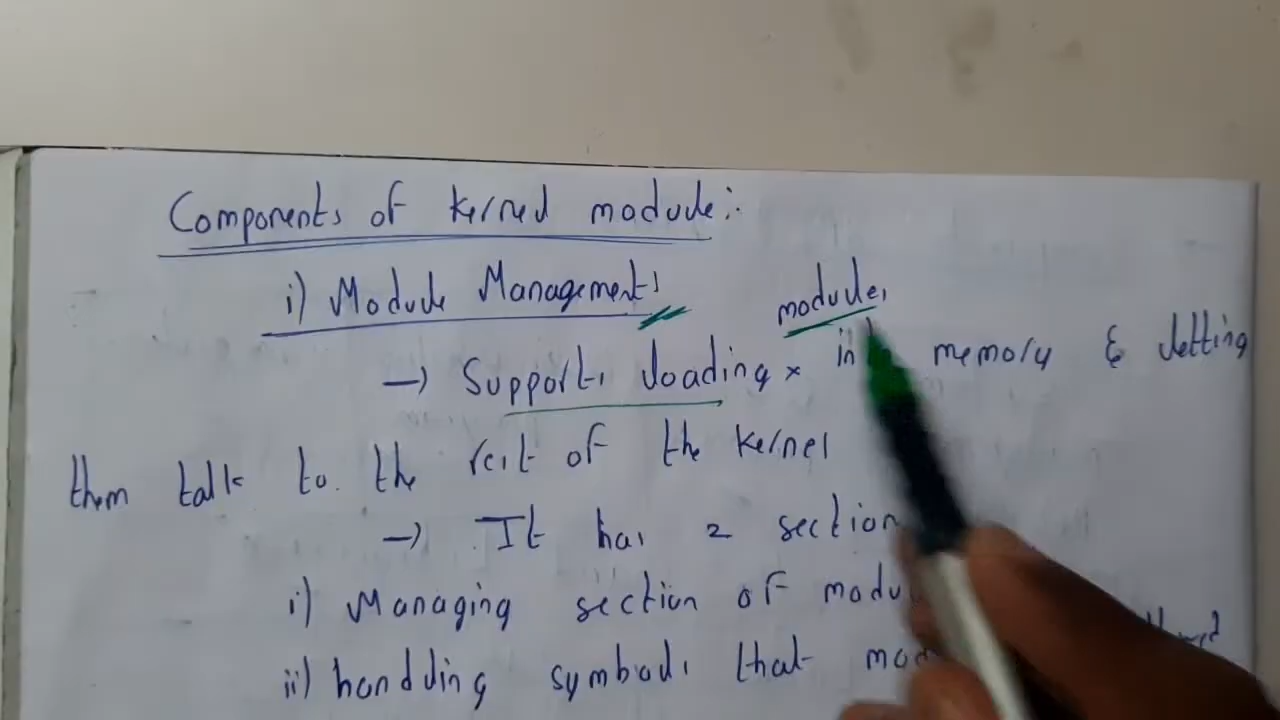 Components of kernel module:
i) Module Management:
modules
→ Supports loading × in memory & letting
them talk to the rest of the kernel
→ It has 2 section
i) Managing section of modu
ii) handling symbols that